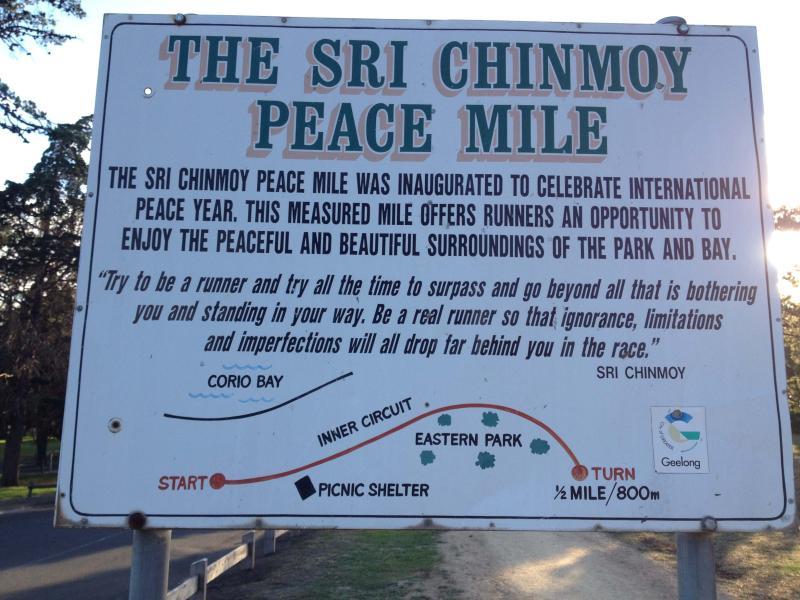 THE SRI CHINMOY
PEACE MILE
THE SRI CHINMOY PEACE MILE WAS INAUGURATED TO CELEBRATE INTERNATIONAL
PEACE YEAR. THIS MEASURED MILE OFFERS RUNNERS AN OPPORTUNITY TO
ENJOY THE PEACEFUL AND BEAUTIFUL SURROUNDINGS OF THE PARK AND BAY.
"Try to be a runner and try all the time to surpass and go beyond all that is bothering
you and standing in your way. Be a real runner so that ignorance, limitations
and imperfections will all drop far behind you in the race."
SRI CHINMOY
CORIO BAY
INNER CIRCUIT
EASTERN PARK
START
PICNIC SHELTER
TURN
½ MILE/800m
CITY OF GREATER
Geelong